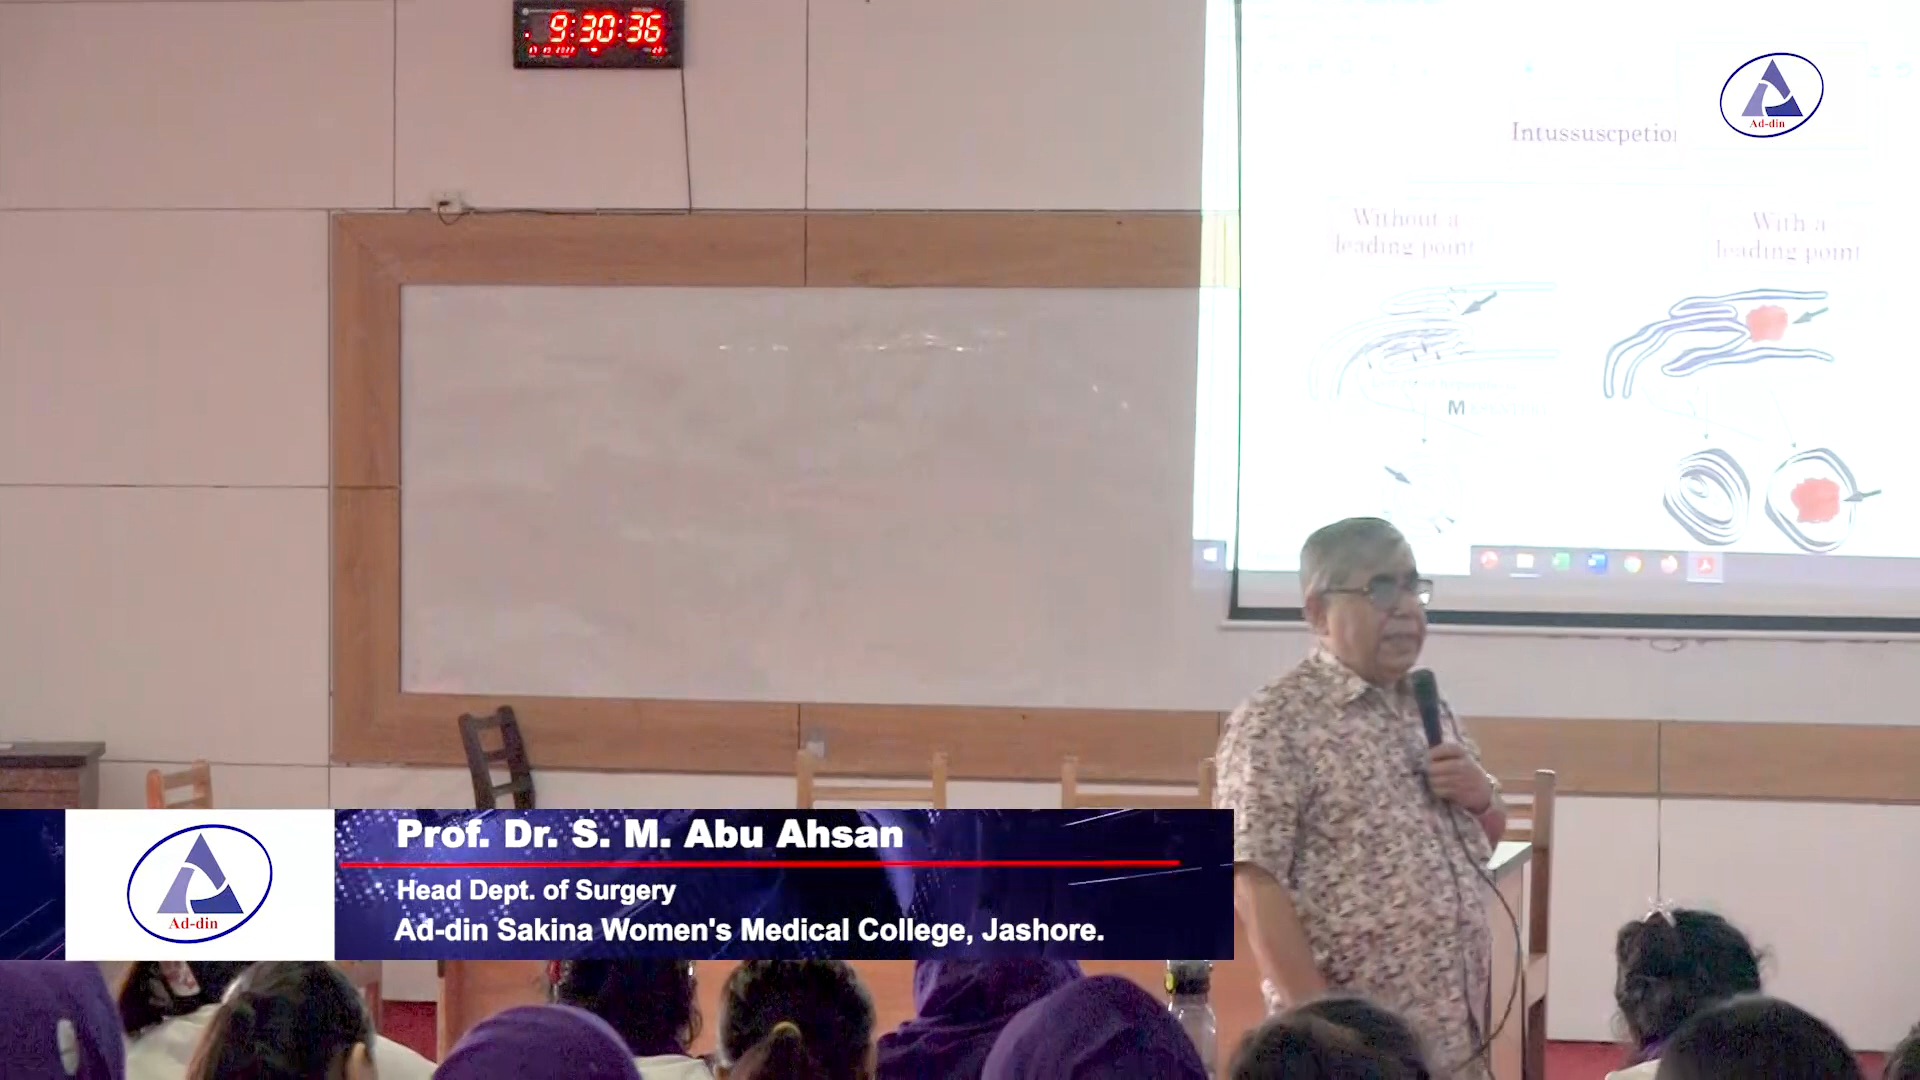 9:30:36
Ad-din
Intussuscpetion
Without a
leading point
With a
leading point
M
Prof. Dr. S. M. Abu Ahsan
Head Dept. of Surgery
Ad-din
Ad-din Sakina Women's Medical College, Jashore.